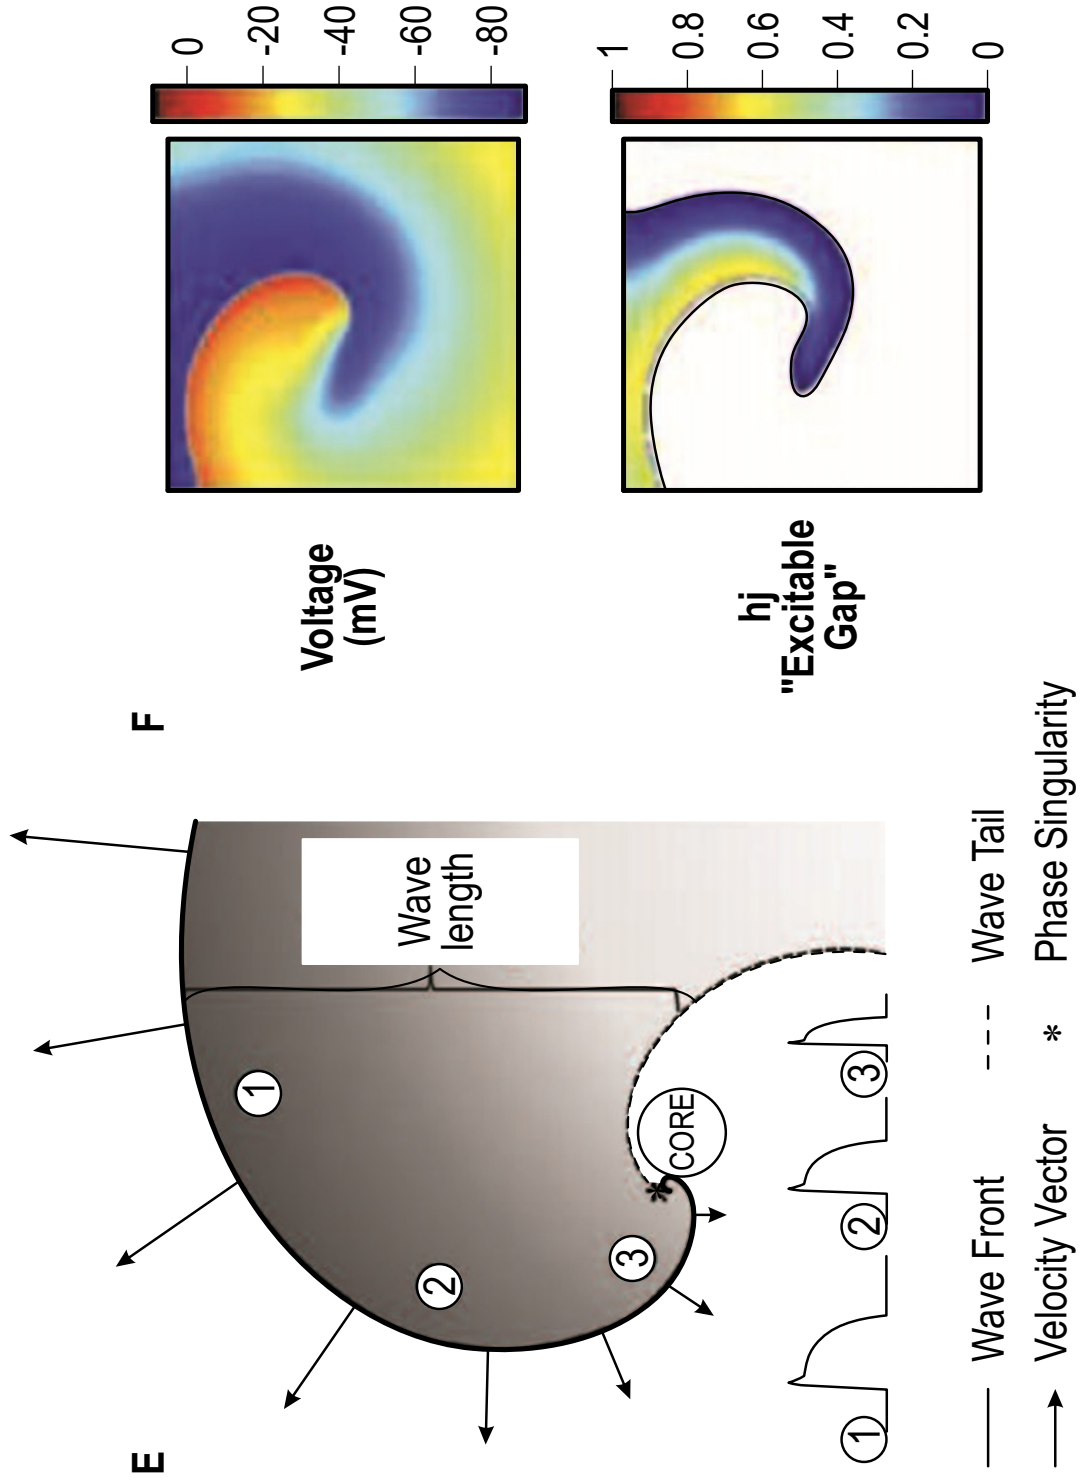 E
1
2
3
CORE
Wave
length
1
2
3
Wave Front
Wave Tail
Velocity Vector
* Phase Singularity
F
Voltage
(mV)
0
-20
-40
-60
-80
hj
"Excitable
Gap"
1
0.8
0.6
0.4
0.2
0